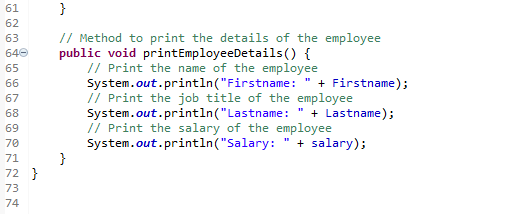 61     }
62
63     // Method to print the details of the employee
64     public void printEmployeeDetails() {
65         // Print the name of the employee
66         System.out.println("Firstname: " + Firstname);
67         // Print the job title of the employee
68         System.out.println("Lastname: " + Lastname);
69         // Print the salary of the employee
70         System.out.println("Salary: " + salary);
71     }
72 }
73
74